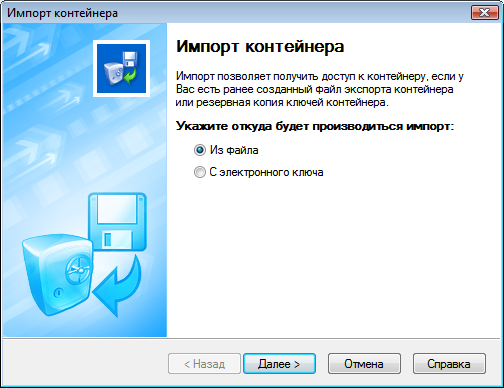 Импорт контейнера
Импорт контейнера
Импорт позволяет получить доступ к контейнеру, если у
Вас есть ранее созданный файл экспорта контейнера
или резервная копия ключей контейнера.
Укажите откуда будет производиться импорт:
Из файла
С электронного ключа
< Назад
Далее >
Отмена
Справка